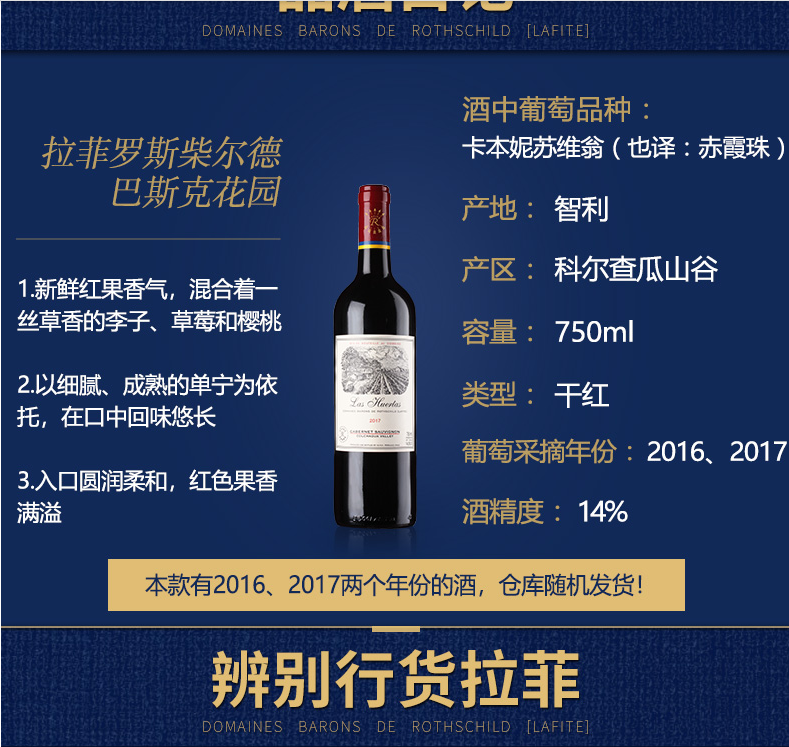 DOMAINES BARONS DE ROTHSCHILD [LAFITE]
拉菲罗斯柴尔德
巴斯克花园
1.新鲜红果香气，混合着一
丝草香的李子、草莓和樱桃
2.以细腻、成熟的单宁为依
托，在口中回味悠长
3.入口圆润柔和，红色果香
满溢
Las Huertas
2017
CABERNET SAUVIGNON
COLCHAGUA VALLEY
酒中葡萄品种：
卡本妮苏维翁（也译：赤霞珠）
产地： 智利
产区： 科尔查瓜山谷
容量： 750ml
类型： 干红
葡萄采摘年份： 2016、2017
酒精度： 14%
本款有2016、2017两个年份的酒，仓库随机发货！
辨别行货拉菲
DOMAINES BARONS DE ROTHSCHILD [LAFITE]